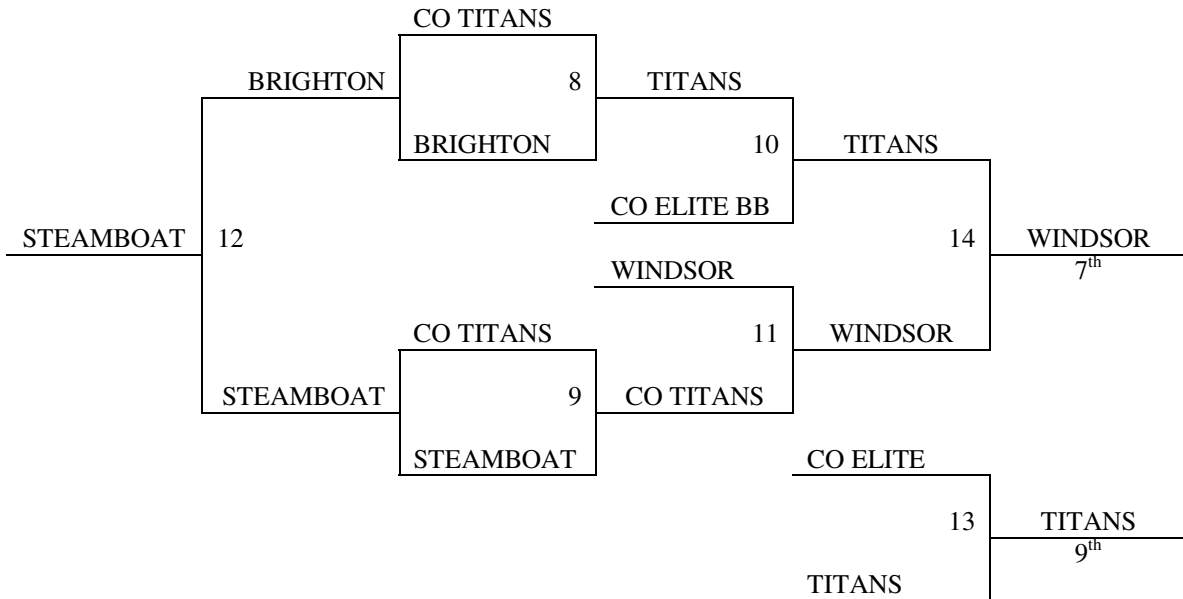 CO TITANS
BRIGHTON 8 TITANS
BRIGHTON 10 TITANS
CO ELITE BB
STEAMBOAT 12 14 WINDSOR
WINDSOR 7th
CO TITANS 11 WINDSOR
STEAMBOAT 9 CO TITANS
STEAMBOAT CO ELITE
13 TITANS
9th
TITANS